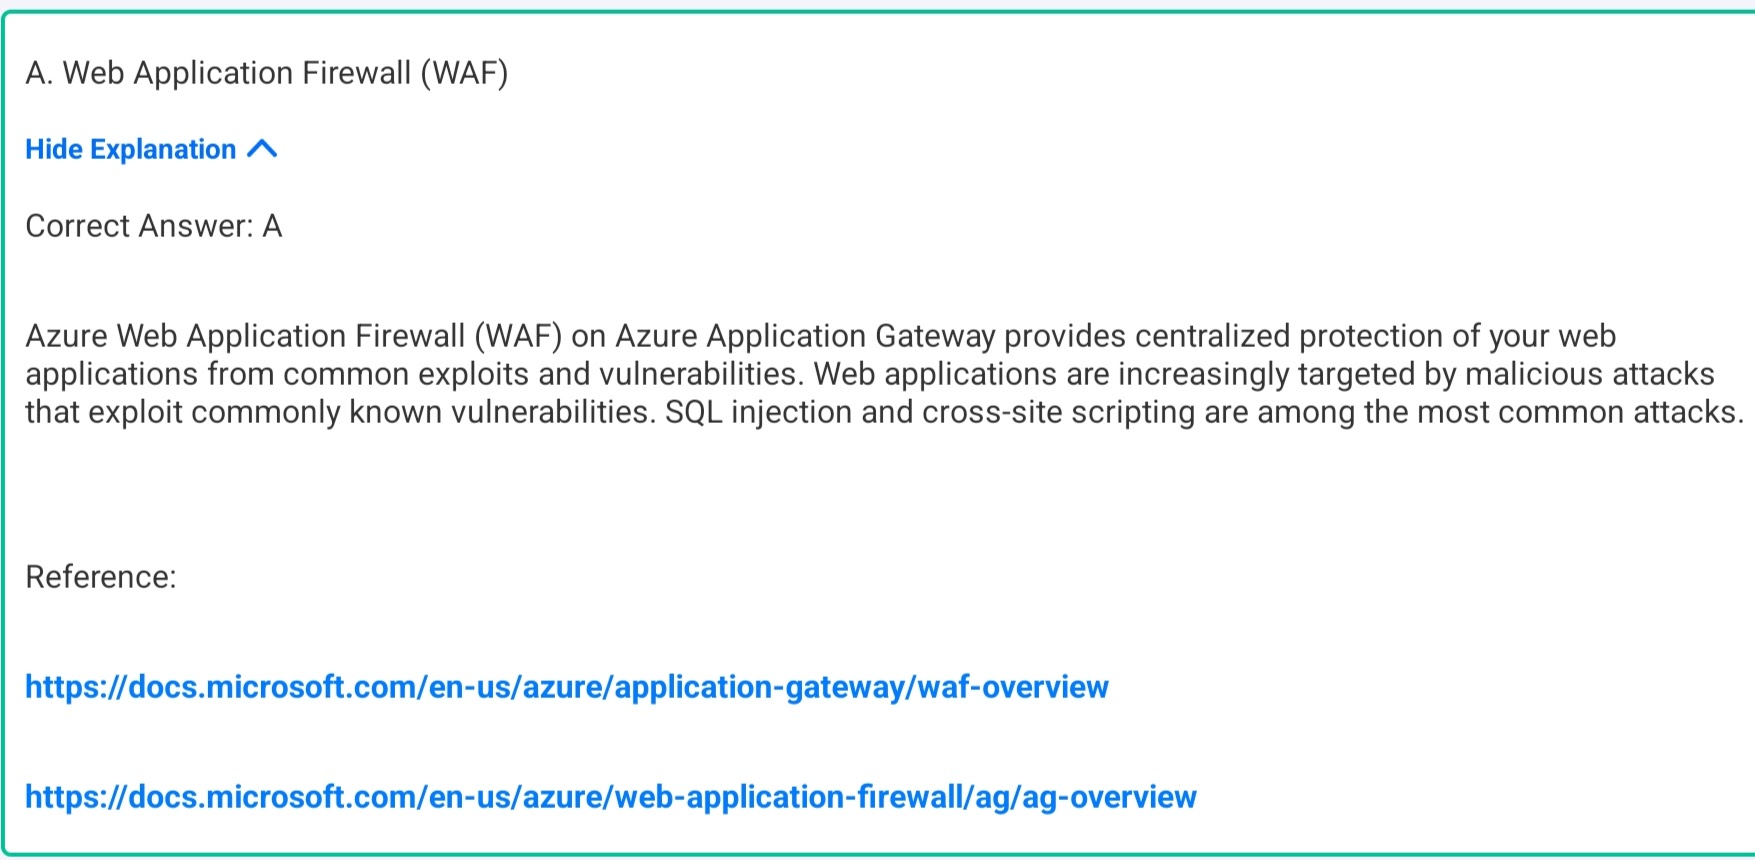 A. Web Application Firewall (WAF)
Hide Explanation
Correct Answer: A
Azure Web Application Firewall (WAF) on Azure Application Gateway provides centralized protection of your web
applications from common exploits and vulnerabilities. Web applications are increasingly targeted by malicious attacks
that exploit commonly known vulnerabilities. SQL injection and cross-site scripting are among the most common attacks.
Reference:
https://docs.microsoft.com/en-us/azure/application-gateway/waf-overview
https://docs.microsoft.com/en-us/azure/web-application-firewall/ag/ag-overview